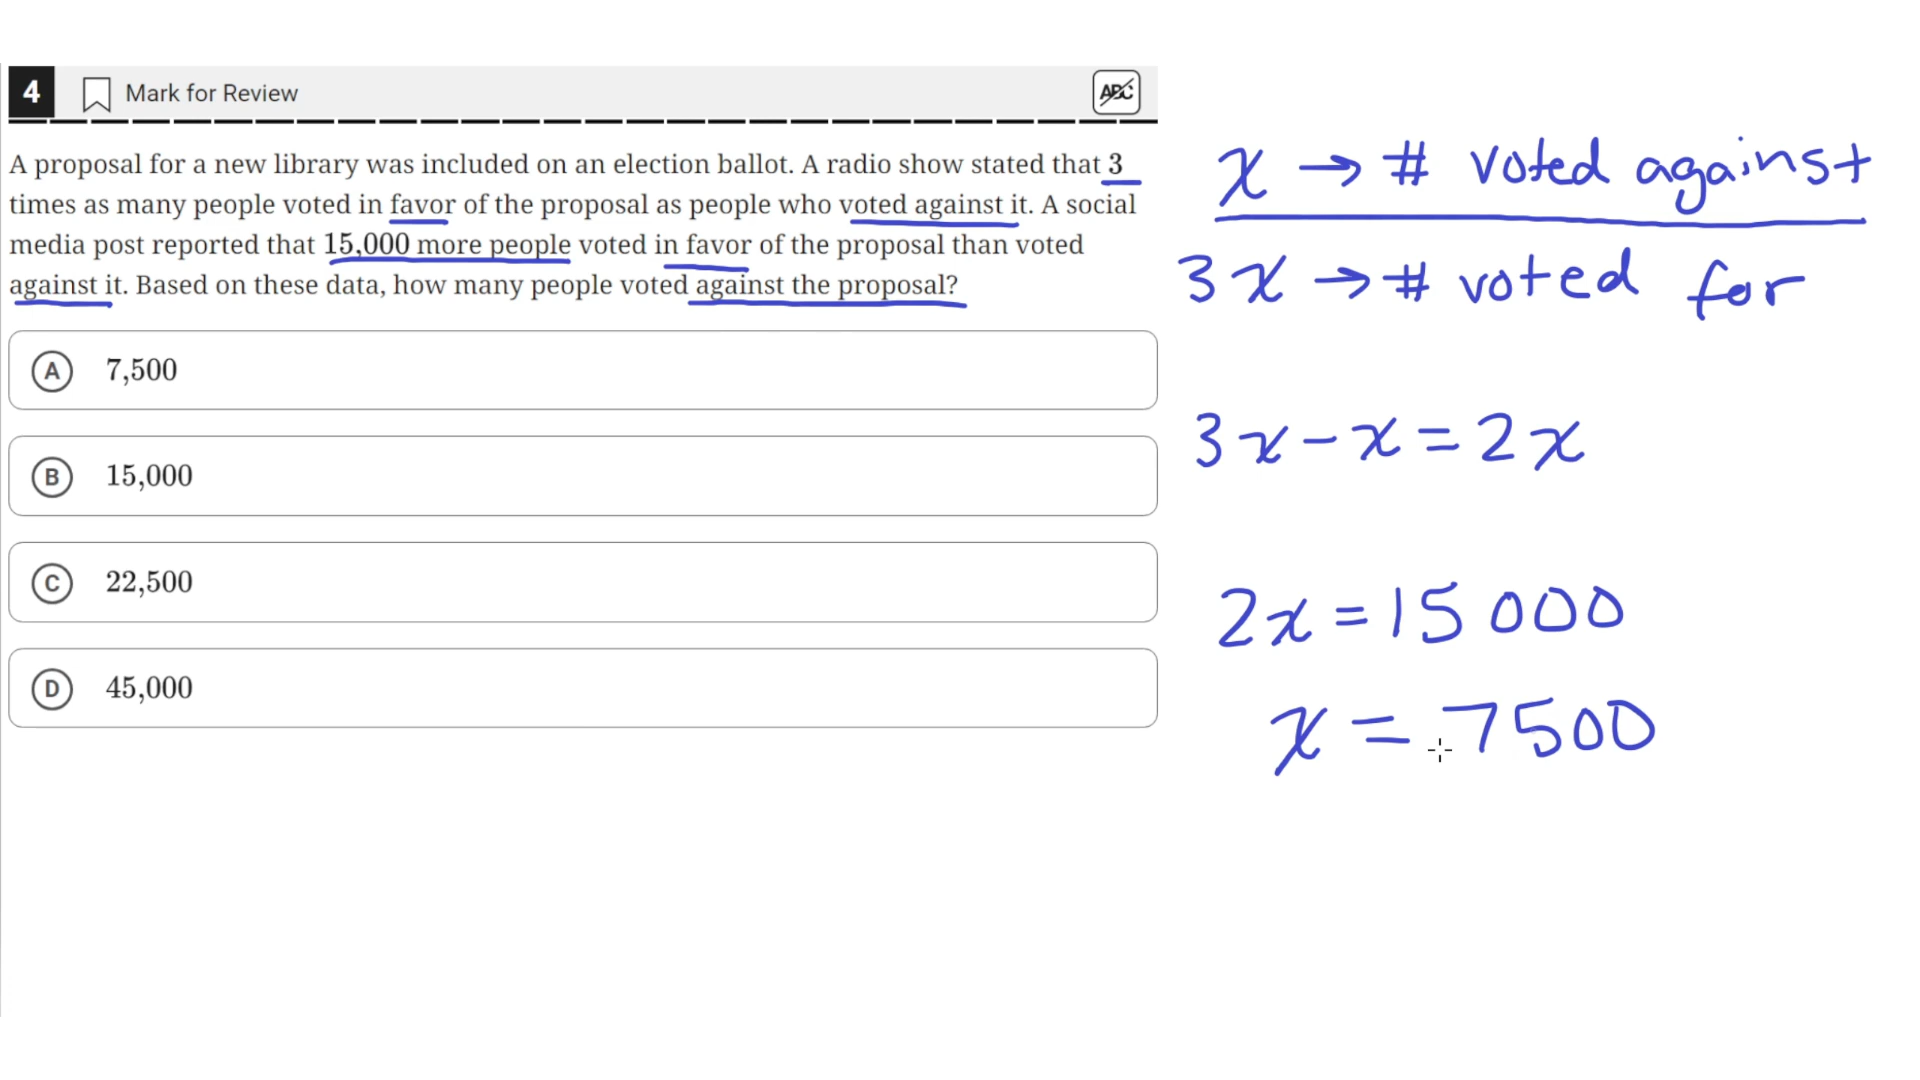 4 Mark for Review ABC
A proposal for a new library was included on an election ballot. A radio show stated that 3
times as many people voted in favor of the proposal as people who voted against it. A social
media post reported that 15,000 more people voted in favor of the proposal than voted
against it. Based on these data, how many people voted against the proposal?
A 7,500
B 15,000
C 22,500
D 45,000
x → # voted against
3x → # voted for
3x - x = 2x
2x = 15 000
x = 7500